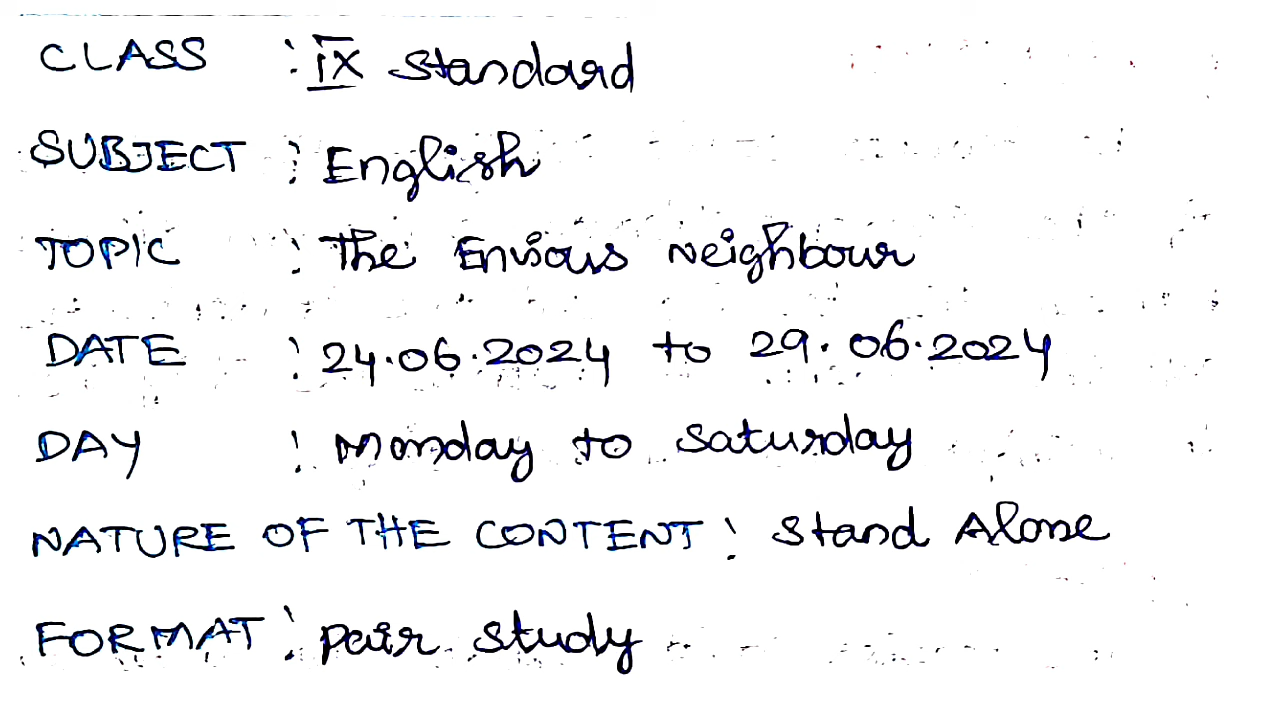 CLASS : IX Standard
SUBJECT : English
TOPIC : The Envious Neighbour
DATE : 24.06.2024 to 29.06.2024
DAY : Monday to Saturday
NATURE OF THE CONTENT : Stand Alone
FORMAT : Pair Study